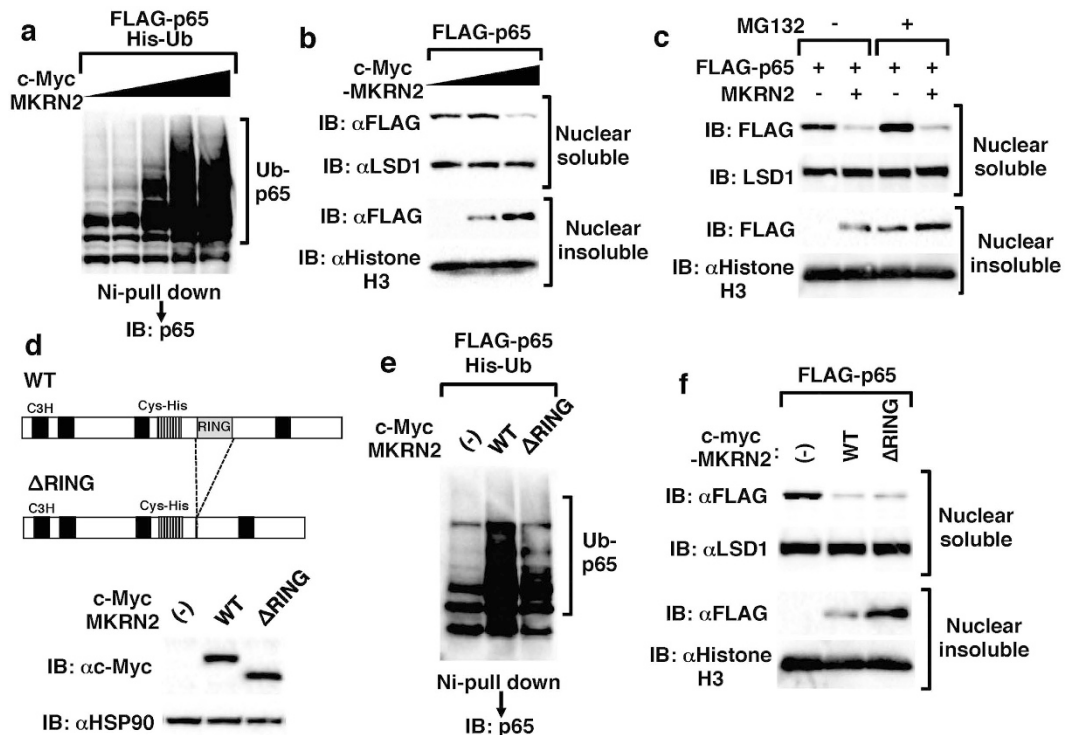 a
FLAG-p65
His-Ub
c-Myc
MKRN2
Ub-
p65
Ni-pull down
IB: p65
b
FLAG-p65
c-Myc
-MKRN2
IB: αFLAG
IB: αLSD1
Nuclear
soluble
IB: αFLAG
IB: αHistone
H3
Nuclear
insoluble
c
MG132 - +
FLAG-p65 + + + +
MKRN2 - + - +
IB: FLAG
IB: LSD1
Nuclear
soluble
IB: FLAG
IB: αHistone
H3
Nuclear
insoluble
d
WT
C3H Cys-His RING
ΔRING
C3H Cys-His
c-Myc
MKRN2 (-) WT ΔRING
IB: αc-Myc
IB: αHSP90
e
FLAG-p65
His-Ub
c-Myc
MKRN2 (-) WT ΔRING
Ub-
p65
Ni-pull down
IB: p65
f
FLAG-p65
c-myc
-MKRN2: (-) WT ΔRING
IB: αFLAG
IB: αLSD1
Nuclear
soluble
IB: αFLAG
IB: αHistone
H3
Nuclear
insoluble